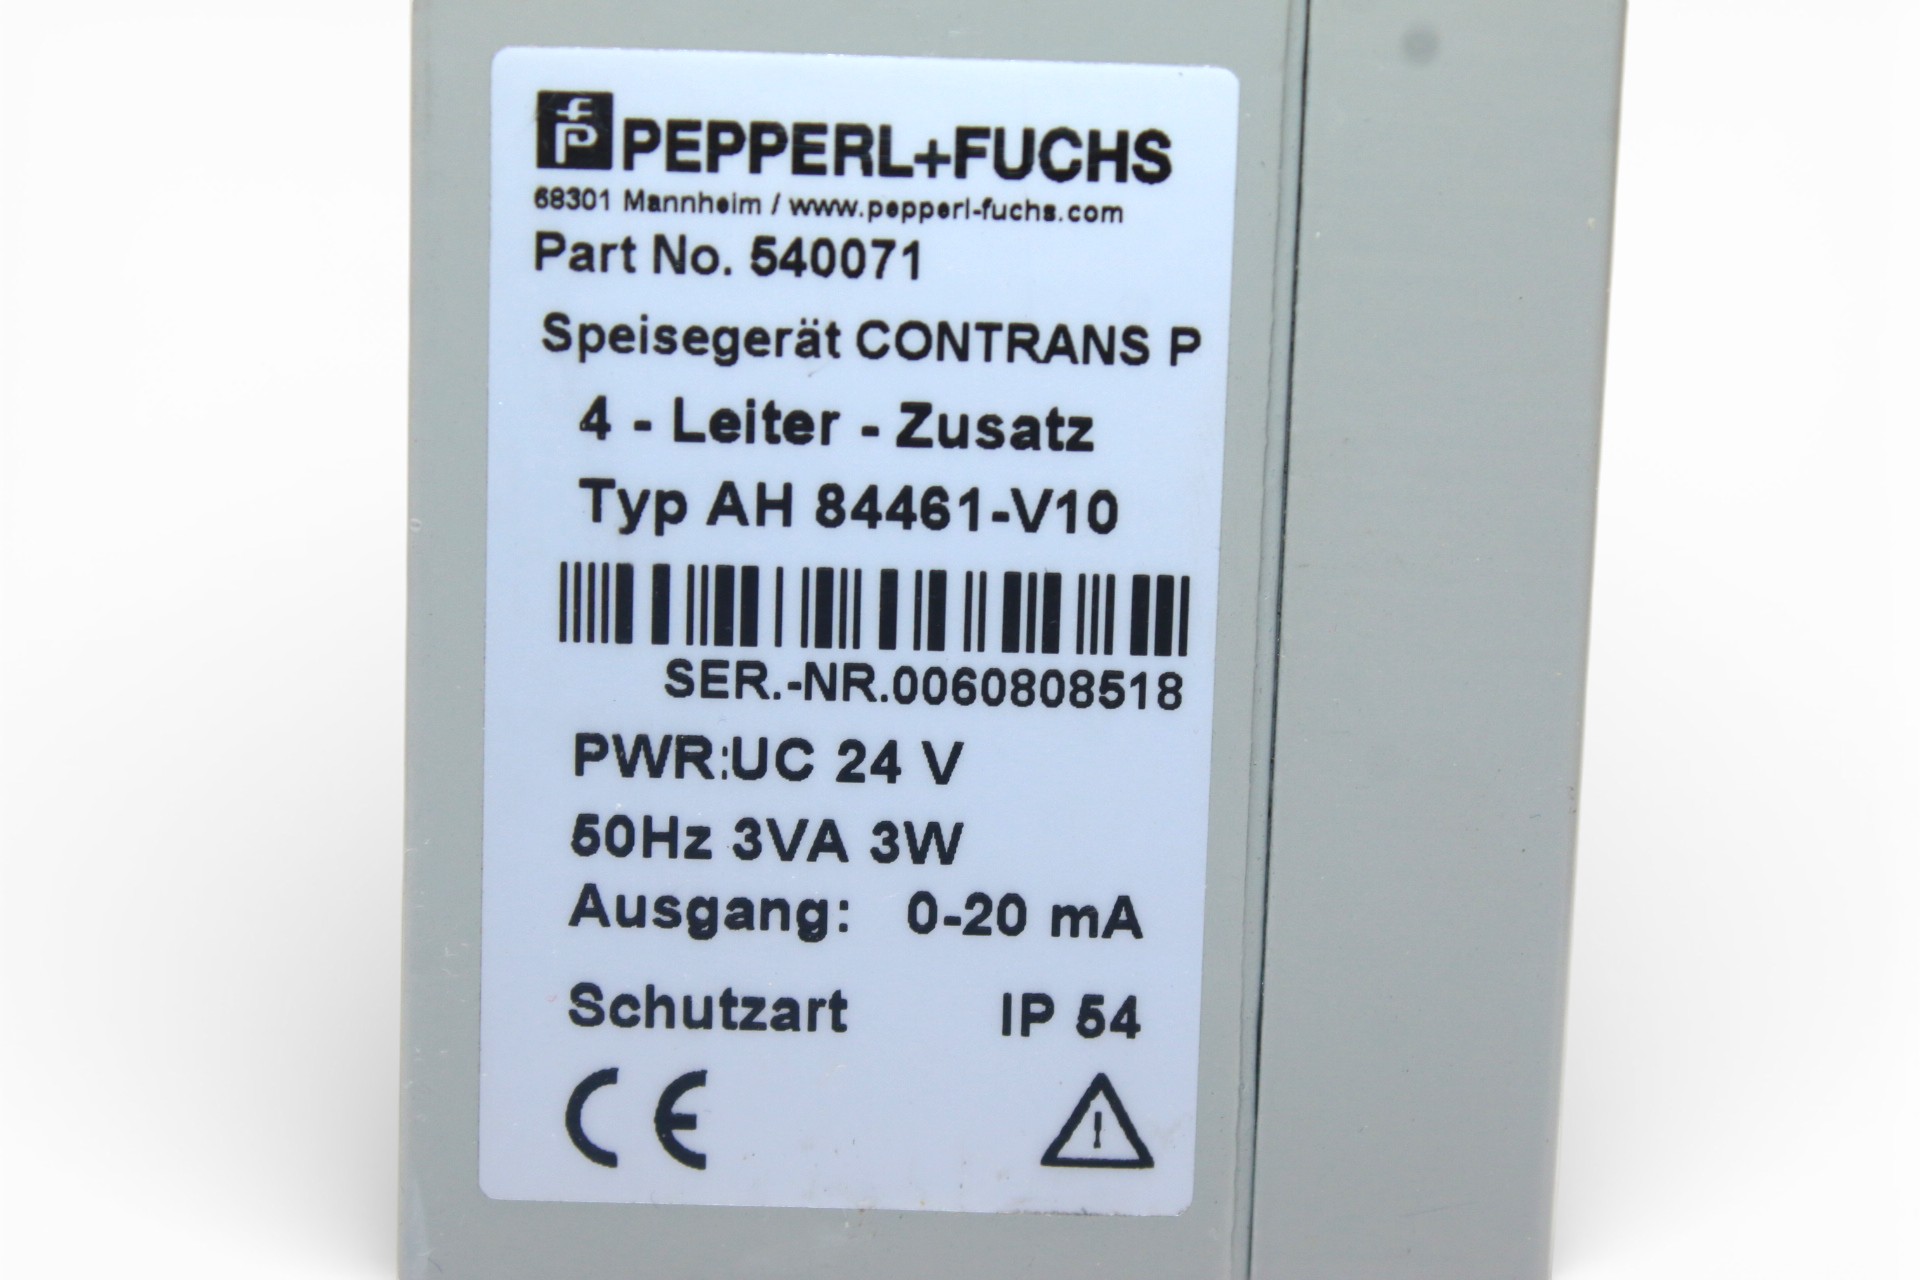 PEPPERL+FUCHS
68301 Mannheim / www.pepperl-fuchs.com
Part No. 540071
Speisegerät CONTRANS P
4 - Leiter - Zusatz
Typ AH 84461-V10
SER.-NR.0060808518
PWR:UC 24 V
50Hz 3VA 3W
Ausgang: 0-20 mA
Schutzart IP 54
CE